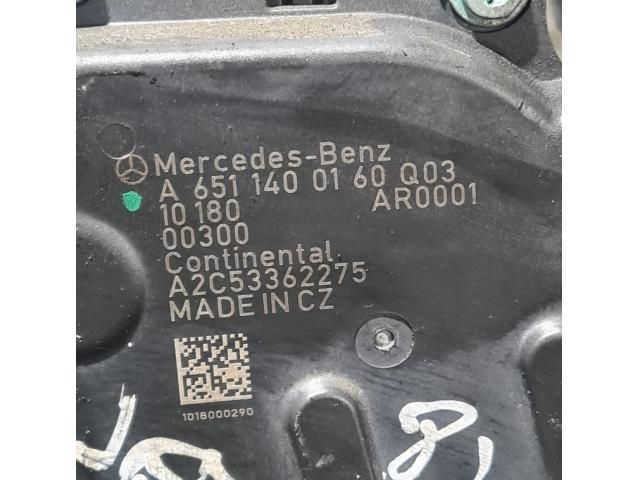 Mercedes-Benz
A 651 140 01 60 Q03
10 180 AR0001
00300
Continental
A2C53362275
MADE IN CZ
1018000290